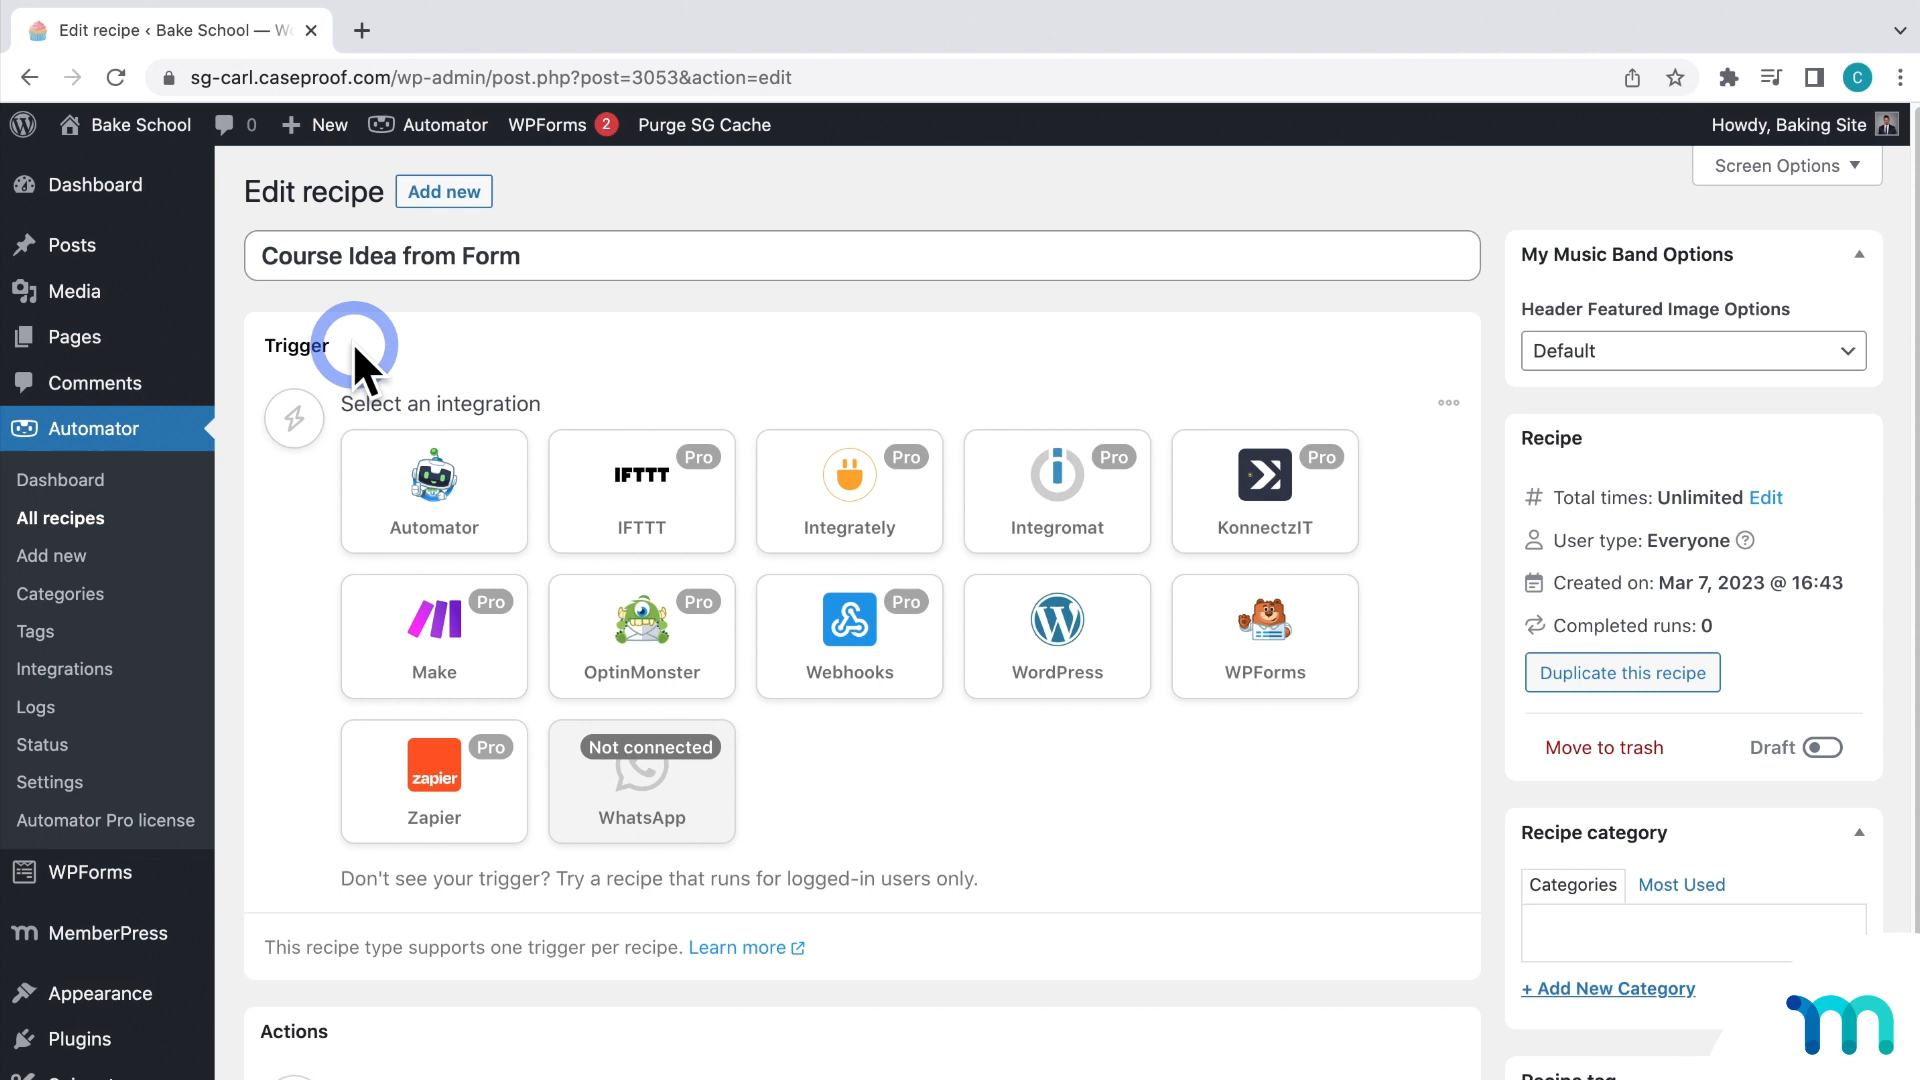 Edit recipe ‹ Bake School — W
sg-carl.caseproof.com/wp-admin/post.php?post=3053&action=edit
C
Bake School
0
New
Automator
WPForms 2
Purge SG Cache
Howdy, Baking Site
Screen Options
Dashboard
Posts
Media
Pages
Comments
Automator
Dashboard
All recipes
Add new
Categories
Tags
Integrations
Logs
Status
Settings
Automator Pro license
WPForms
MemberPress
Appearance
Plugins
Edit recipe
Add new
Course Idea from Form
Trigger
Select an integration
Automator
Pro
IFTTT
IFTTT
Pro
Integrately
Pro
Integromat
Pro
KonnectzIT
Pro
Make
Pro
OptinMonster
Pro
Webhooks
WordPress
WPForms
Pro
zapier
Zapier
Not connected
WhatsApp
Don't see your trigger? Try a recipe that runs for logged-in users only.
This recipe type supports one trigger per recipe. Learn more
Actions
My Music Band Options
Header Featured Image Options
Default
Recipe
Total times: Unlimited Edit
User type: Everyone
Created on: Mar 7, 2023 @ 16:43
Completed runs: 0
Duplicate this recipe
Move to trash
Draft
Recipe category
Categories
Most Used
+ Add New Category
Recipe tag